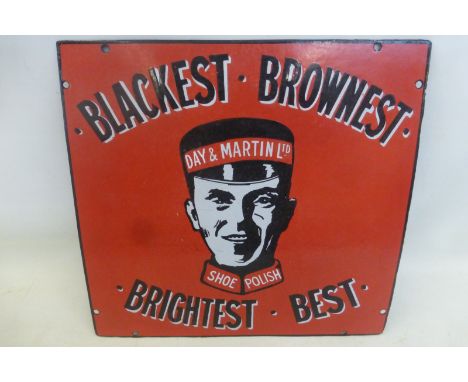 ·BLACKEST·BROWNEST·
DAY & MARTIN LTD
SHOE POLISH
·BRIGHTEST·BEST·